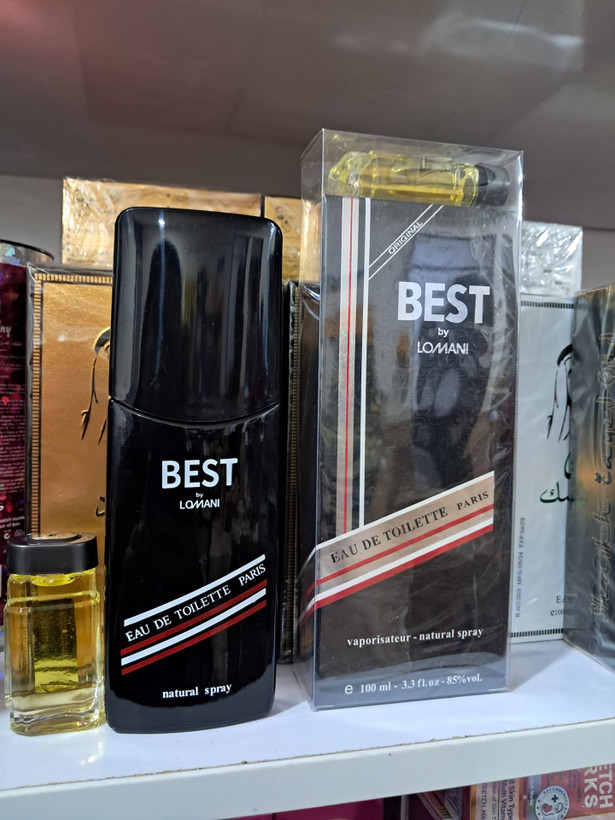 BEST
by
LOMANI
EAU DE TOILETTE PARIS
natural spray
ORIGINAL
BEST
by
LOMANI
EAU DE TOILETTE PARIS
vaporisateur - natural spray
e 100 ml - 3.3 fl.oz - 85%vol.